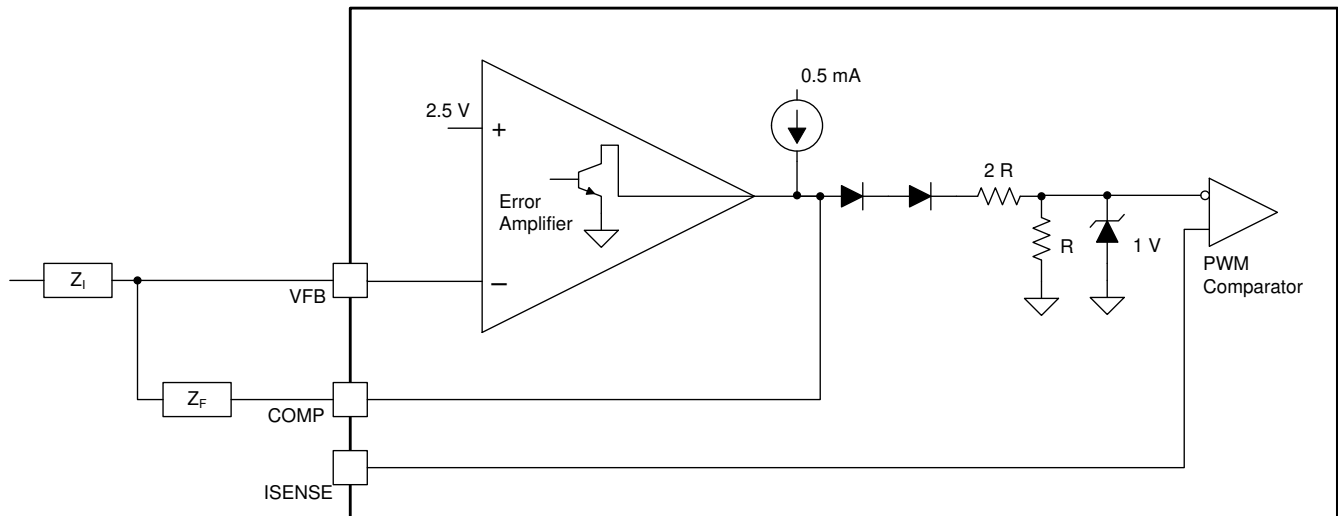 0.5 mA
2.5 V
+
2 R
Error
Amplifier
R
1 V
PWM
Comparator
Z_I
VFB
−
Z_F
COMP
ISENSE